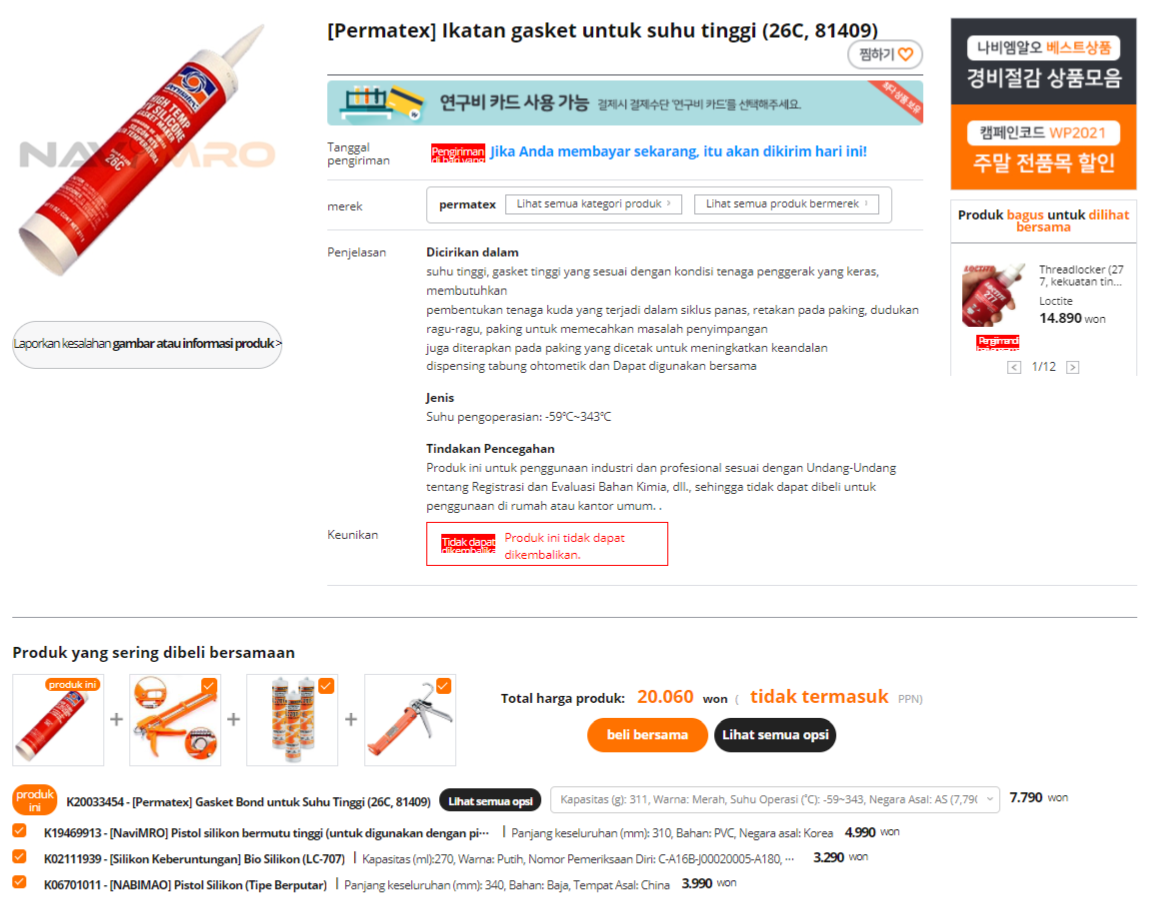 [Permatex] Ikatan gasket untuk suhu tinggi (26C, 81409)
찜하기
연구비 카드 사용 가능 결제시 결제수단 '연구비 카드'를 선택해주세요.
NAVIMRO
HIGH TEMP
RTV SILICONE
GASKET MAKER
26C
Laporkan kesalahan gambar atau informasi produk >
Tanggal
pengiriman
Pengiriman
di hari yang
Jika Anda membayar sekarang, itu akan dikirim hari ini!
merek
permatex
Lihat semua kategori produk >
Lihat semua produk bermerek >
Penjelasan
Dicirikan dalam
suhu tinggi, gasket tinggi yang sesuai dengan kondisi tenaga penggerak yang keras,
membutuhkan
pembentukan tenaga kuda yang terjadi dalam siklus panas, retakan pada paking, dudukan
ragu-ragu, paking untuk memecahkan masalah penyimpangan
juga diterapkan pada paking yang dicetak untuk meningkatkan keandalan
dispensing tabung ohtometik dan Dapat digunakan bersama
Jenis
Suhu pengoperasian: -59℃~343℃
Tindakan Pencegahan
Produk ini untuk penggunaan industri dan profesional sesuai dengan Undang-Undang
tentang Registrasi dan Evaluasi Bahan Kimia, dll., sehingga tidak dapat dibeli untuk
penggunaan di rumah atau kantor umum. .
Keunikan
Tidak dapat
dikembalika
Produk ini tidak dapat
dikembalikan.
나비엠알오 베스트상품
경비절감 상품모음
캠페인코드 WP2021
주말 전품목 할인
Produk bagus untuk dilihat
bersama
LOCTITE
277
Threadlocker (27
7, kekuatan tin...
Loctite
14.890 won
< 1/12 >
Produk yang sering dibeli bersamaan
produk ini
+
+
+
Total harga produk: 20.060 won ( tidak termasuk PPN)
beli bersama
Lihat semua opsi
produk
ini
K20033454 - [Permatex] Gasket Bond untuk Suhu Tinggi (26C, 81409)
Lihat semua opsi
Kapasitas (g): 311, Warna: Merah, Suhu Operasi (℃): -59~343, Negara Asal: AS (7,79(
7.790 won
K19469913 - [NaviMRO] Pistol silikon bermutu tinggi (untuk digunakan dengan pi··· | Panjang keseluruhan (mm): 310, Bahan: PVC, Negara asal: Korea 4.990 won
K02111939 - [Silikon Keberuntungan] Bio Silikon (LC-707) | Kapasitas (ml):270, Warna: Putih, Nomor Pemeriksaan Diri: C-A16B-J00020005-A180, ··· 3.290 won
K06701011 - [NABIMAO] Pistol Silikon (Tipe Berputar) | Panjang keseluruhan (mm): 340, Bahan: Baja, Tempat Asal: China 3.990 won